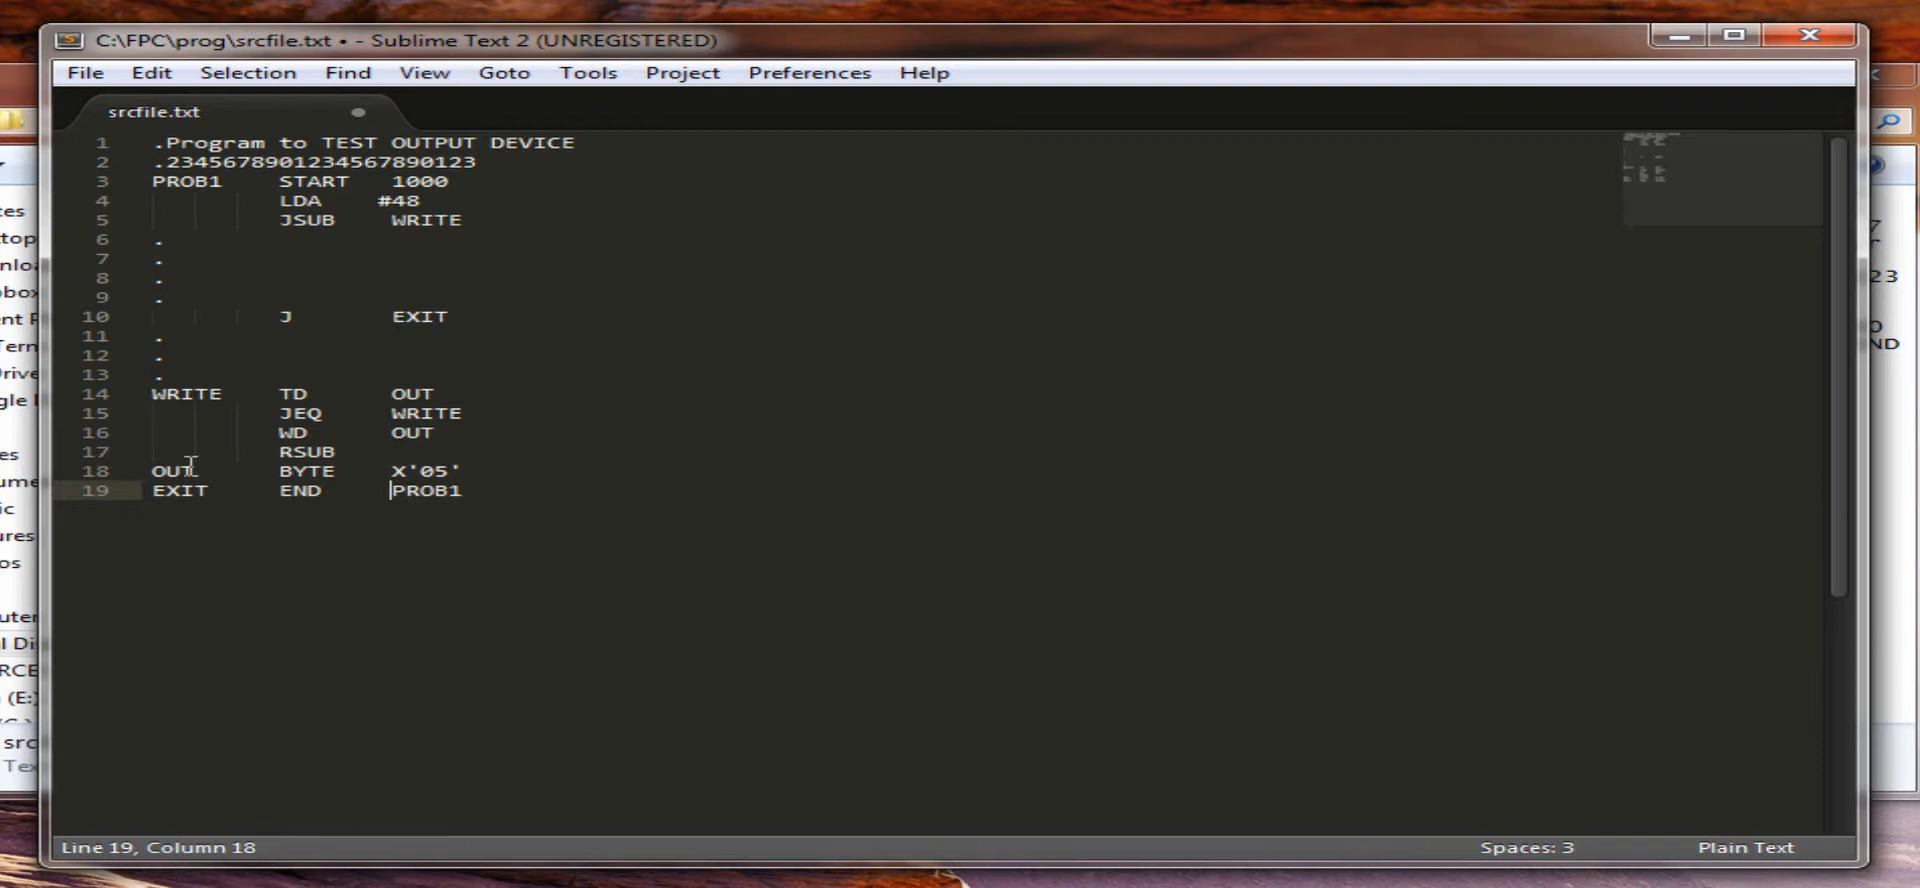 C:\FPC\prog\srcfile.txt • - Sublime Text 2 (UNREGISTERED)
File Edit Selection Find View Goto Tools Project Preferences Help
srcfile.txt
1 .Program to TEST OUTPUT DEVICE
2 .2345678901234567890123
3 PROB1 START 1000
4 LDA #48
5 JSUB WRITE
6 .
7 .
8 .
9 .
10 J EXIT
11 .
12 .
13 .
14 WRITE TD OUT
15 JEQ WRITE
16 WD OUT
17 RSUB
18 OUT BYTE X'05'
19 EXIT END PROB1
Line 19, Column 18 Spaces: 3 Plain Text